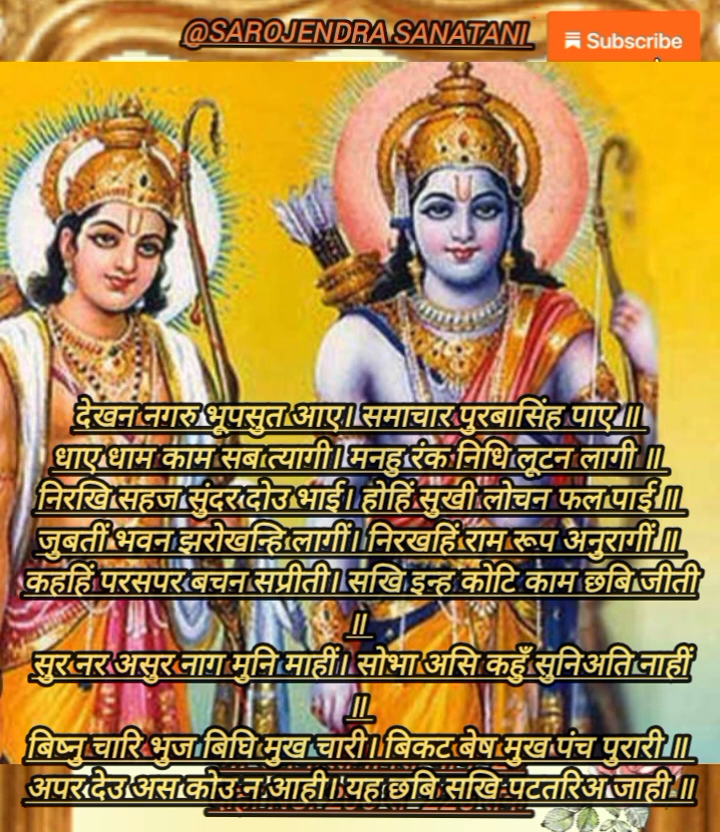 @SAROJENDRA SANATANI
Subscribe
देखन नगरु भूपसुत आए। समाचार पुरबासिंह पाए॥
धाए धाम काम सब त्यागी। मनहु रंक निधि लूटन लागी॥
निरखि सहज सुंदर दोउ भाई। होहिं सुखी लोचन फल पाई॥
जुबतीं भवन झरोखन्हि लागीं। निरखहिं राम रूप अनुरागीं॥
कहहिं परसपर बचन सप्रीती। सखि इन्ह कोटि काम छबि जीती
॥
सुर नर असुर नाग मुनि माहीं। सोभा असि कहुँ सुनिअति नाहीं
॥
बिष्नु चारि भुज बिघि मुख चारी। बिकट बेष मुख पंच पुरारी॥
अपर देउ अस कोउ न आही। यह छबि सखि पटतरिअ जाही॥